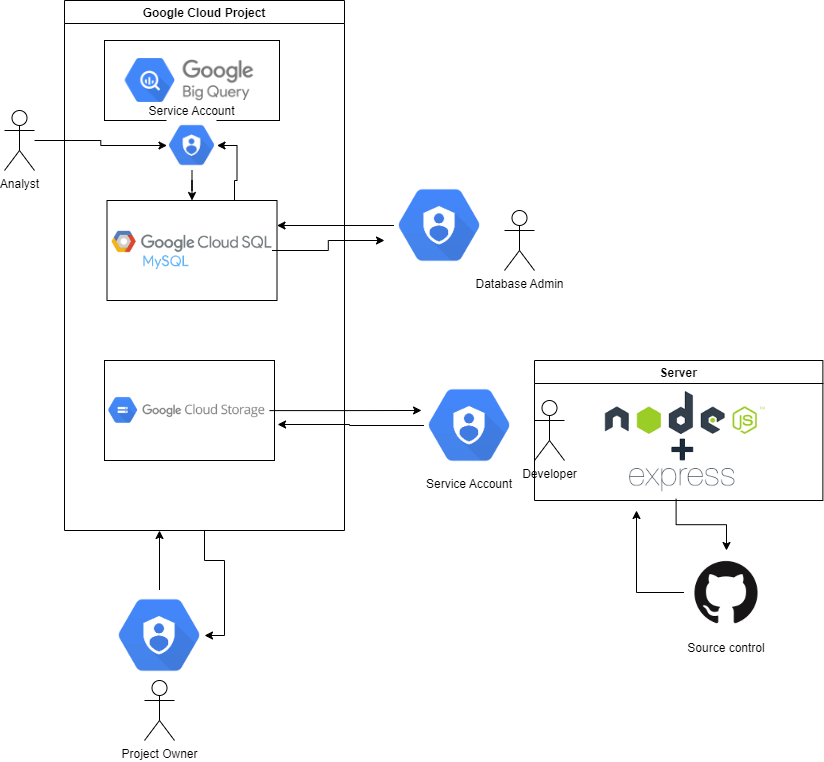 Google Cloud Project
Google
Big Query
Service Account
Analyst
Google Cloud SQL
MySQL
Database Admin
Google Cloud Storage
Service Account
Server
node
JS
+
express
Developer
Source control
Project Owner